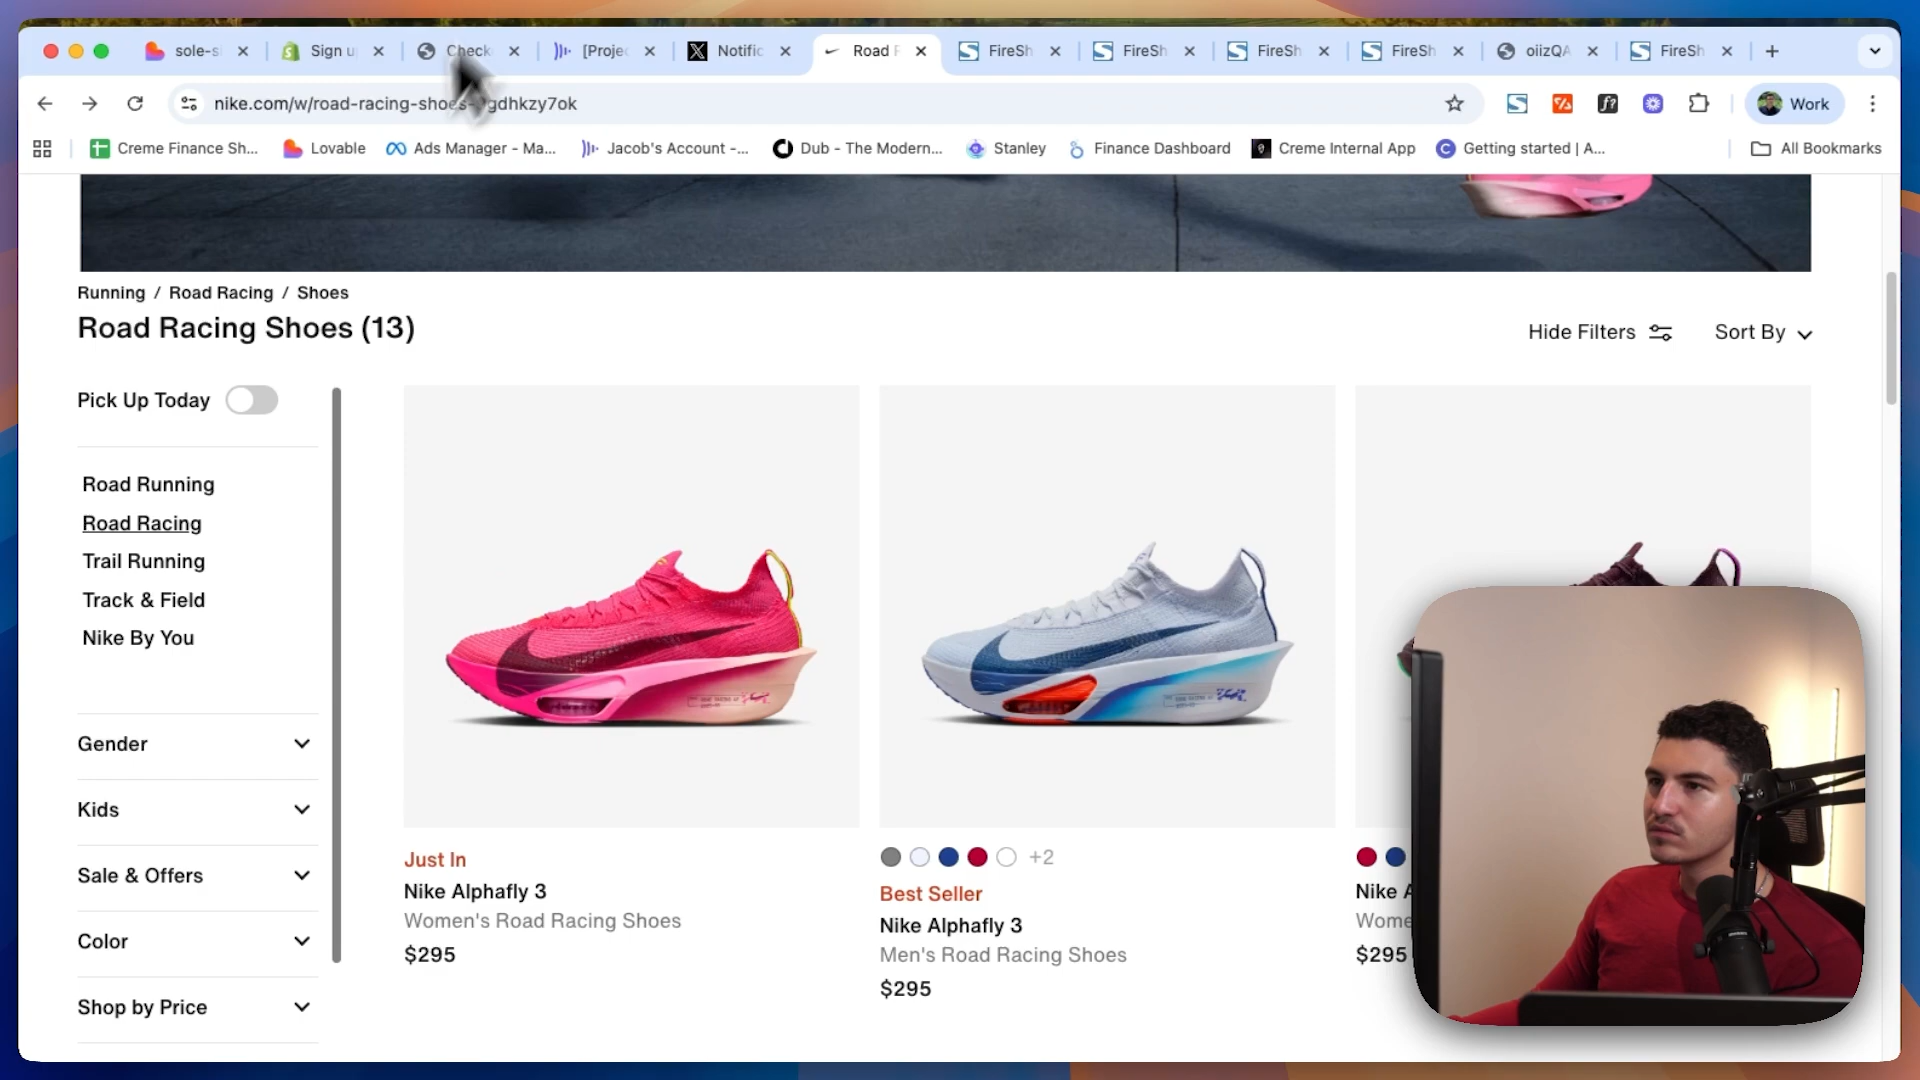 sole-s
Sign u
Check
[Projec
Notific
Road F
FireSh
FireSh
FireSh
FireSh
oiizQA
FireSh
nike.com/w/road-racing-shoes- gdhkzy7ok
Work
Creme Finance Sh...
Lovable
Ads Manager - Ma...
Jacob's Account -...
Dub - The Modern...
Stanley
Finance Dashboard
Creme Internal App
Getting started | A...
All Bookmarks
Running / Road Racing / Shoes
Road Racing Shoes (13)
Hide Filters
Sort By
Pick Up Today
Road Running
Road Racing
Trail Running
Track & Field
Nike By You
Gender
Kids
Sale & Offers
Color
Shop by Price
Just In
Nike Alphafly 3
Women's Road Racing Shoes
$295
+2
Best Seller
Nike Alphafly 3
Men's Road Racing Shoes
$295
Nike A
Wome
$295